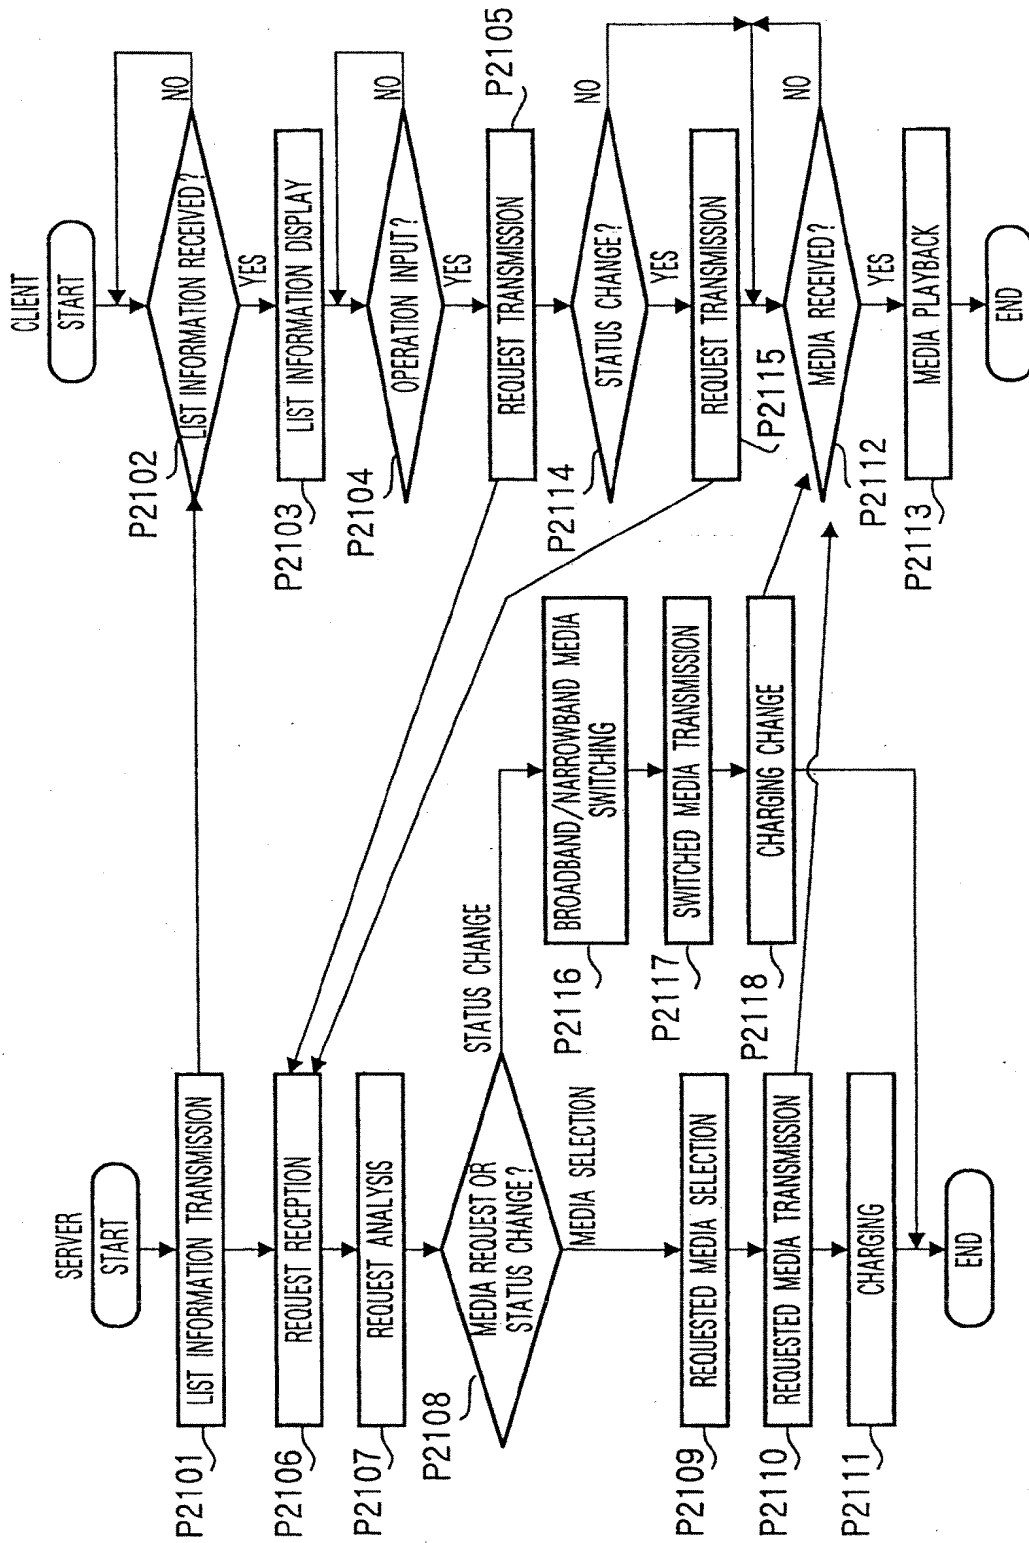 SERVER
START
P2101
LIST INFORMATION TRANSMISSION
P2106
REQUEST RECEPTION
P2107
REQUEST ANALYSIS
P2108
MEDIA REQUEST OR
STATUS CHANGE?
STATUS CHANGE
MEDIA SELECTION
P2109
REQUESTED MEDIA SELECTION
P2110
REQUESTED MEDIA TRANSMISSION
P2111
CHARGING
END
P2116
BROADBAND/NARROWBAND MEDIA
SWITCHING
P2117
SWITCHED MEDIA TRANSMISSION
P2118
CHARGING CHANGE
CLIENT
START
P2102
LIST INFORMATION RECEIVED?
NO
YES
P2103
LIST INFORMATION DISPLAY
P2104
OPERATION INPUT?
NO
YES
P2105
REQUEST TRANSMISSION
P2114
STATUS CHANGE?
NO
YES
REQUEST TRANSMISSION
P2115
MEDIA RECEIVED?
NO
P2112
YES
P2113
MEDIA PLAYBACK
END